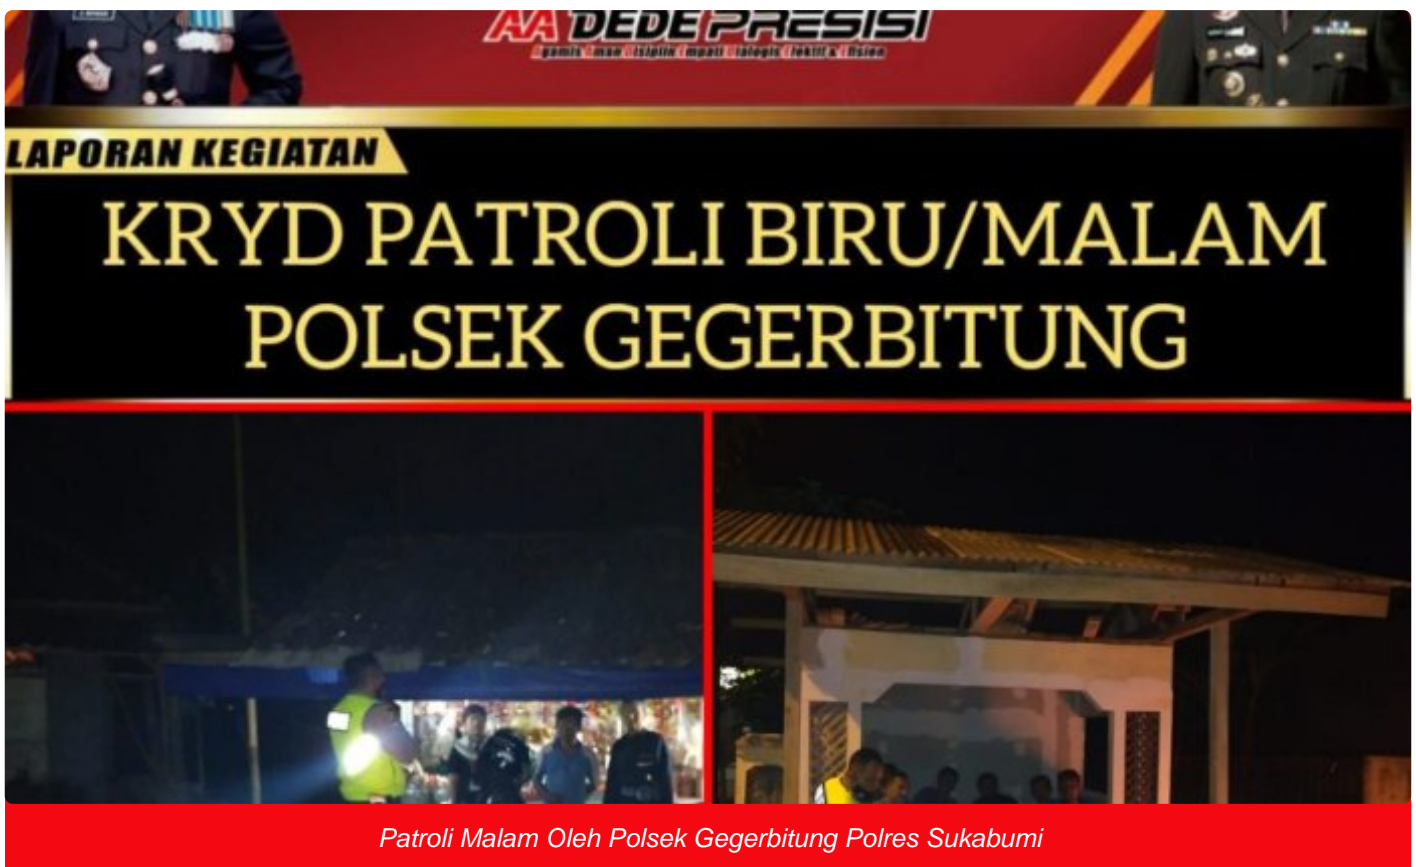 AA DEDE PRESISI
LAPORAN KEGIATAN
KRYD PATROLI BIRU/MALAM
POLSEK GEGERBITUNG
Patroli Malam Oleh Polsek Gegerbitung Polres Sukabumi